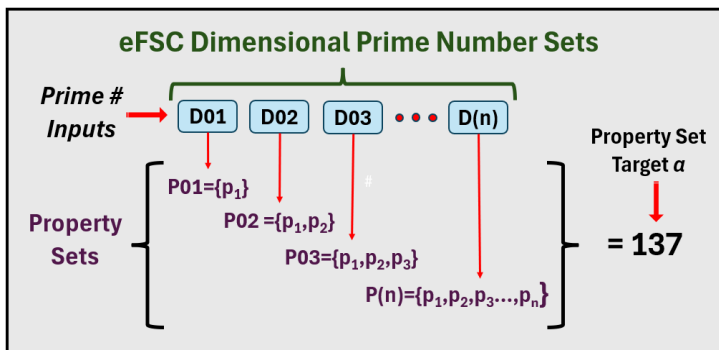 eFSC Dimensional Prime Number Sets
Prime #
Inputs
D01 D02 D03 ••• D(n)
Property Set
Target α
P01={p₁}
#
P02 ={p₁,p₂}
Property
Sets
= 137
P03={p₁,p₂,p₃}
P(n)={p₁,p₂,p₃...,pₙ}